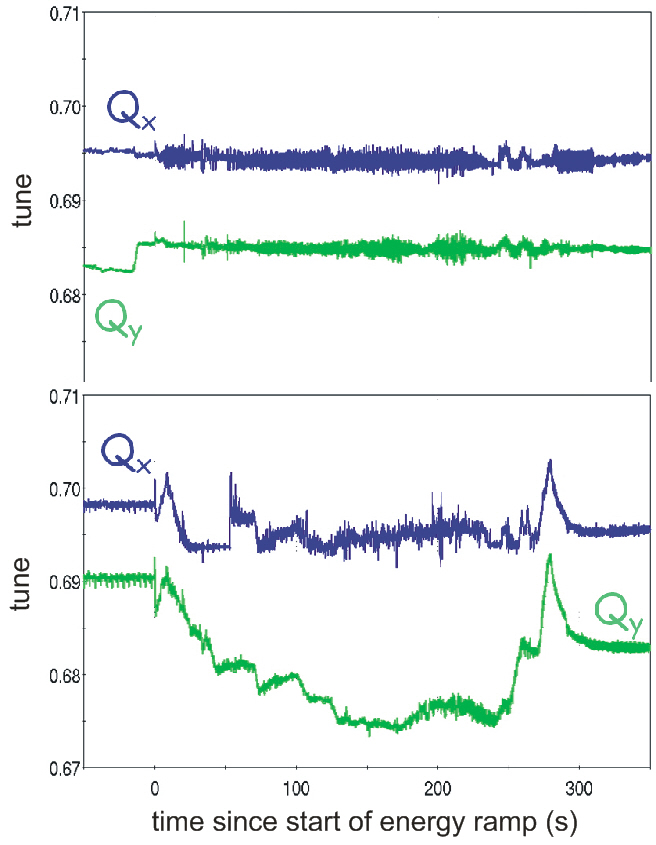 0.71
0.70
Qx
0.69
0.68
Qy
tune
0.71
Qx
0.70
0.69
Qy
0.68
0.67
tune
0 100 200 300
time since start of energy ramp (s)